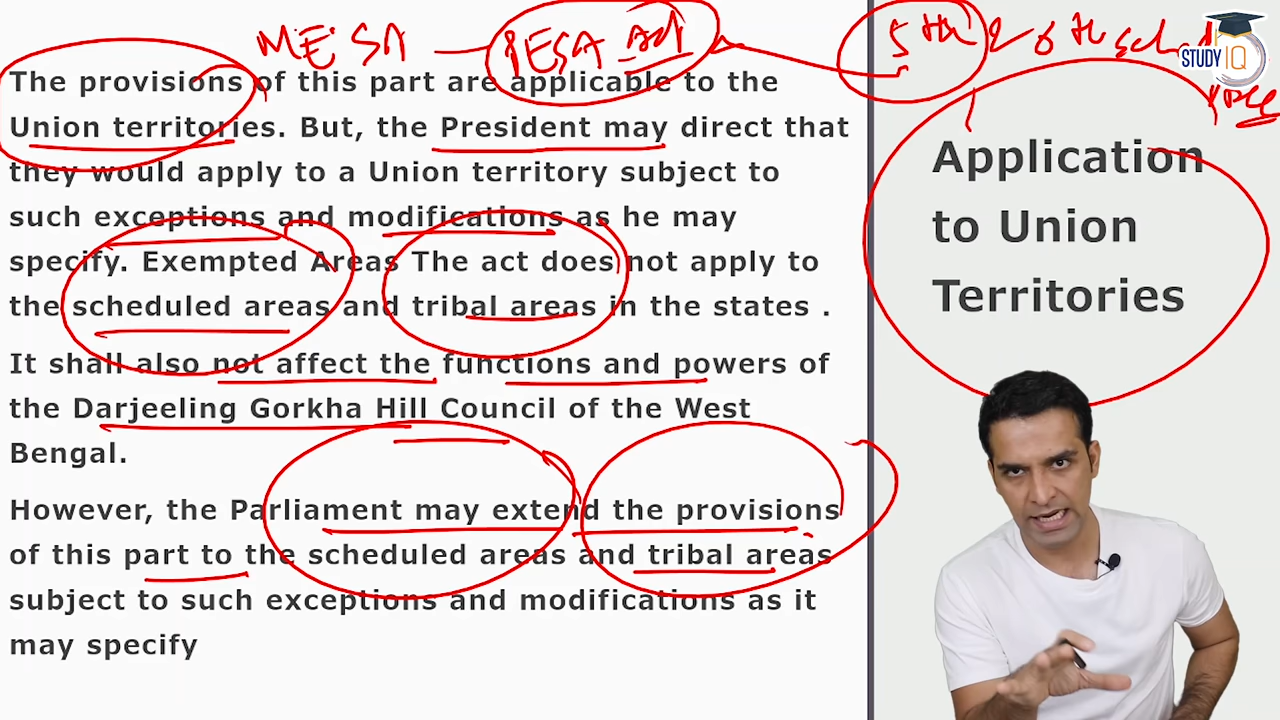 MESA — PESA act 5th & 6th sched
STUDY IQ
The provisions of this part are applicable to the
Union territories. But, the President may direct that
they would apply to a Union territory subject to
such exceptions and modifications as he may
specify. Exempted Areas The act does not apply to
the scheduled areas and tribal areas in the states .
It shall also not affect the functions and powers of
the Darjeeling Gorkha Hill Council of the West
Bengal.
However, the Parliament may extend the provisions
of this part to the scheduled areas and tribal areas
subject to such exceptions and modifications as it
may specify
Application
to Union
Territories